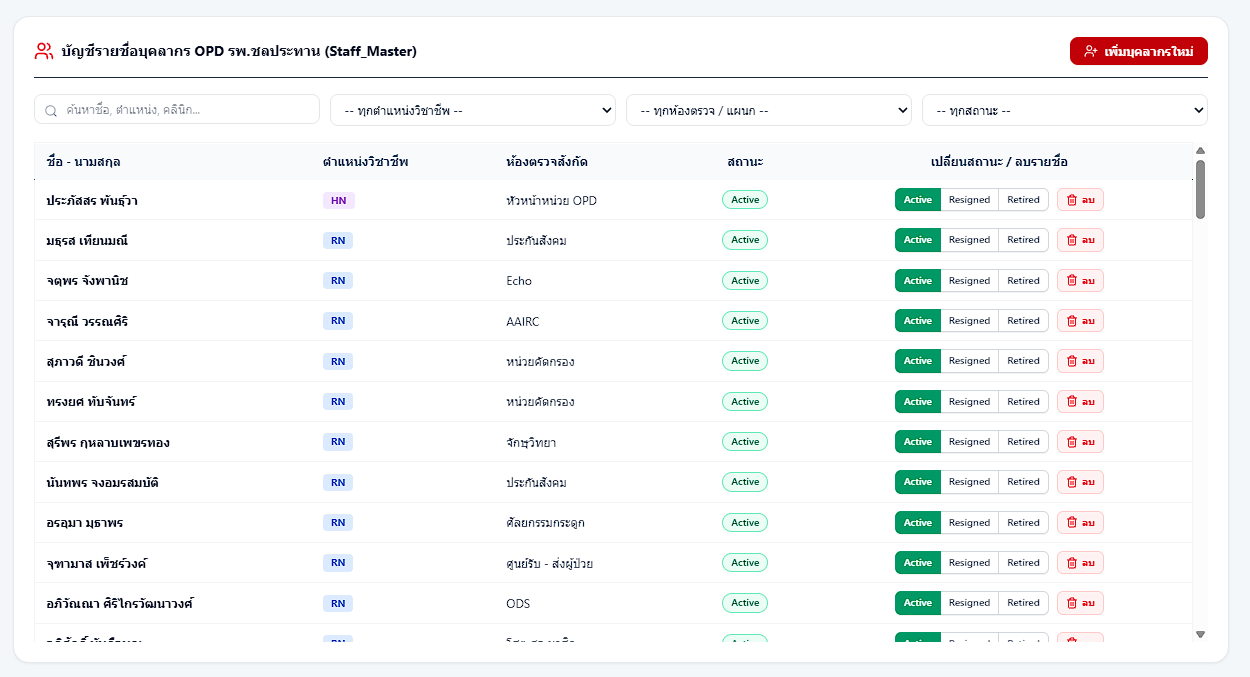 บัญชีรายชื่อบุคลากร OPD รพ.ชลประทาน (Staff_Master)
เพิ่มบุคลากรใหม่
ค้นหาชื่อ, ตำแหน่ง, คลินิก...
-- ทุกตำแหน่งวิชาชีพ --
-- ทุกห้องตรวจ / แผนก --
-- ทุกสถานะ --
ชื่อ - นามสกุล ตำแหน่งวิชาชีพ ห้องตรวจสังกัด สถานะ เปลี่ยนสถานะ / ลบรายชื่อ
ประภัสสร พันธุ์วา HN หัวหน้าหน่วย OPD Active Active Resigned Retired ลบ
มธุรส เทียนมณี RN ประกันสังคม Active Active Resigned Retired ลบ
จตุพร จังพานิช RN Echo Active Active Resigned Retired ลบ
จารุณี วรรณศิริ RN AAIRC Active Active Resigned Retired ลบ
สุภาวดี ชินวงศ์ RN หน่วยคัดกรอง Active Active Resigned Retired ลบ
ทรงยศ ทับจันทร์ RN หน่วยคัดกรอง Active Active Resigned Retired ลบ
สุรีพร กุหลาบเพชรทอง RN จักษุวิทยา Active Active Resigned Retired ลบ
นันทพร จงอมรสมบัติ RN ประกันสังคม Active Active Resigned Retired ลบ
อรอุมา มุธาพร RN ศัลยกรรมกระดูก Active Active Resigned Retired ลบ
จุฑามาส เพ็ชร์วงค์ RN ศูนย์รับ - ส่งผู้ป่วย Active Active Resigned Retired ลบ
อภิวัณณา ศิริไกรวัฒนาวงศ์ RN ODS Active Active Resigned Retired ลบ
RN Active Active Resigned Retired